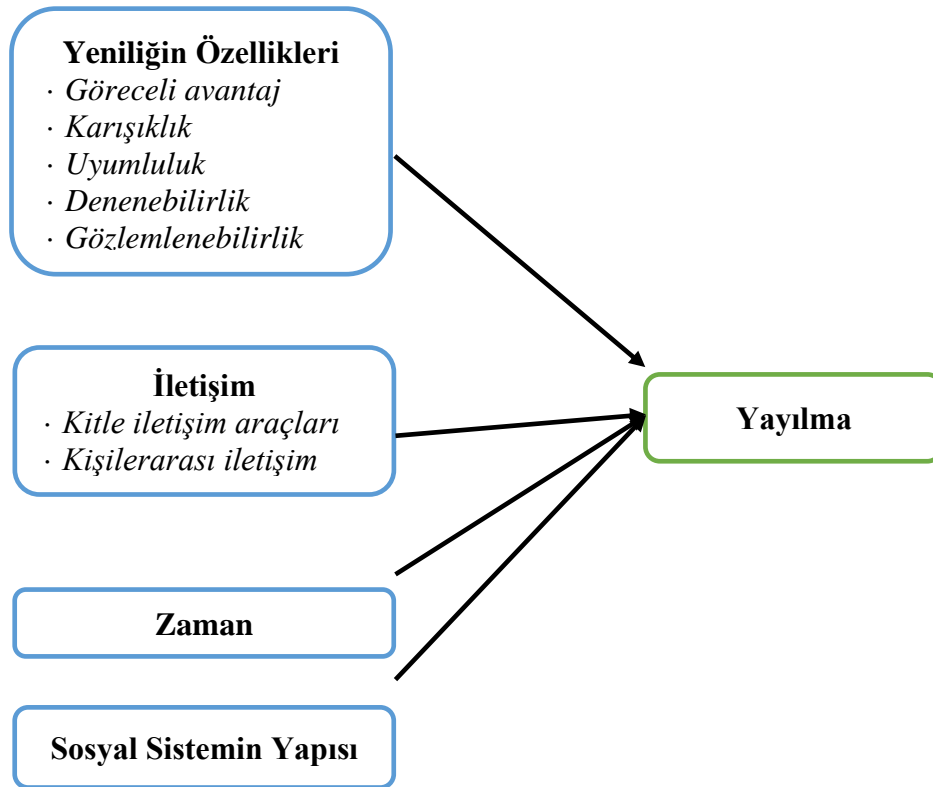 Yeniliğin Özellikleri
· Göreceli avantaj
· Karışıklık
· Uyumluluk
· Denenebilirlik
· Gözlemlenebilirlik
İletişim
· Kitle iletişim araçları
· Kişilerarası iletişim
Yayılma
Zaman
Sosyal Sistemin Yapısı